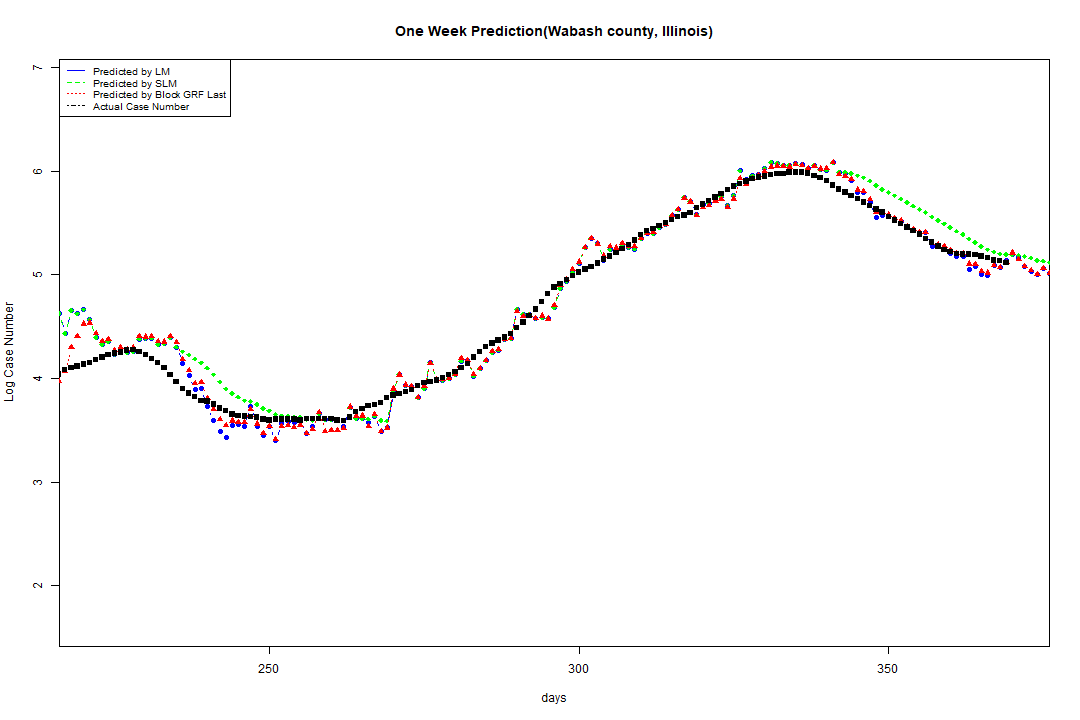 One Week Prediction(Wabash county, Illinois)
Predicted by LM
Predicted by SLM
Predicted by Block GRF Last
Actual Case Number
7
6
5
4
3
2
Log Case Number
250 300 350
days